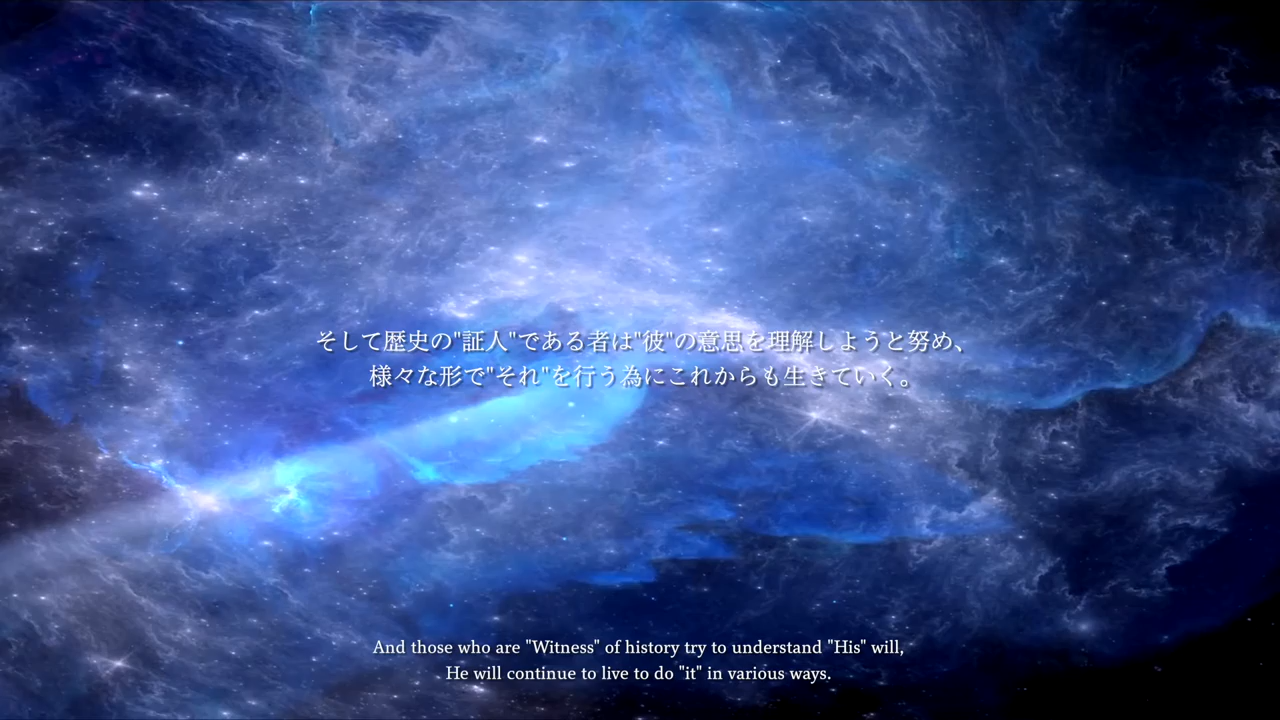 そして歴史の"証人"である者は"彼"の意思を理解しようと努め、
様々な形で"それ"を行う為にこれからも生きていく。
And those who are "Witness" of history try to understand "His" will,
He will continue to live to do "it" in various ways.